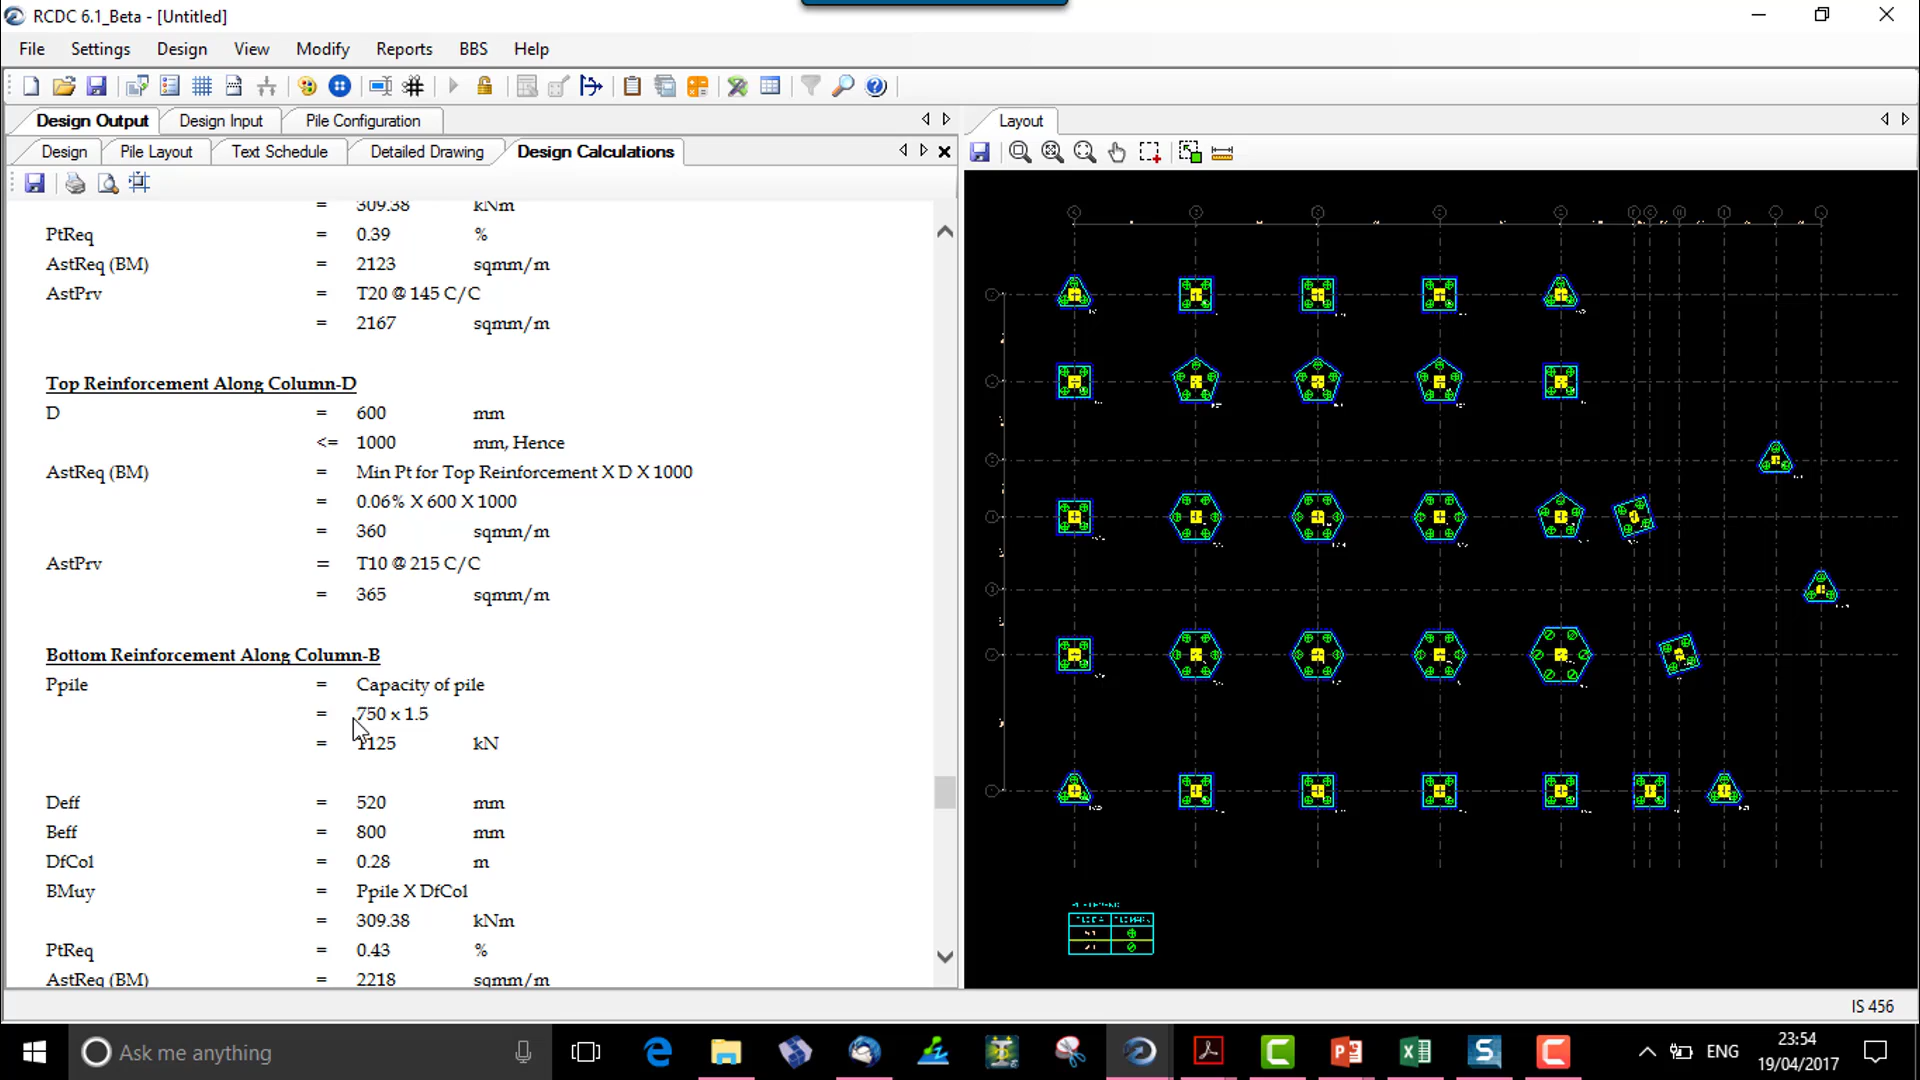 RCDC 6.1_Beta - [Untitled]
File Settings Design View Modify Reports BBS Help
Design Output Design Input Pile Configuration
Layout
Design Pile Layout Text Schedule Detailed Drawing Design Calculations
= 309.38 kNm
PtReq = 0.39 %
AstReq (BM) = 2123 sqmm/m
AstPrv = T20 @ 145 C/C
= 2167 sqmm/m
Top Reinforcement Along Column-D
D = 600 mm
<= 1000 mm, Hence
AstReq (BM) = Min Pt for Top Reinforcement X D X 1000
= 0.06% X 600 X 1000
= 360 sqmm/m
AstPrv = T10 @ 215 C/C
= 365 sqmm/m
Bottom Reinforcement Along Column-B
Ppile = Capacity of pile
= 750 x 1.5
= 1125 kN
Deff = 520 mm
Beff = 800 mm
DfCol = 0.28 m
BMuy = Ppile X DfCol
= 309.38 kNm
PtReq = 0.43 %
AstReq (BM) = 2218 sqmm/m
IS 456
Ask me anything
ENG
23:54
19/04/2017